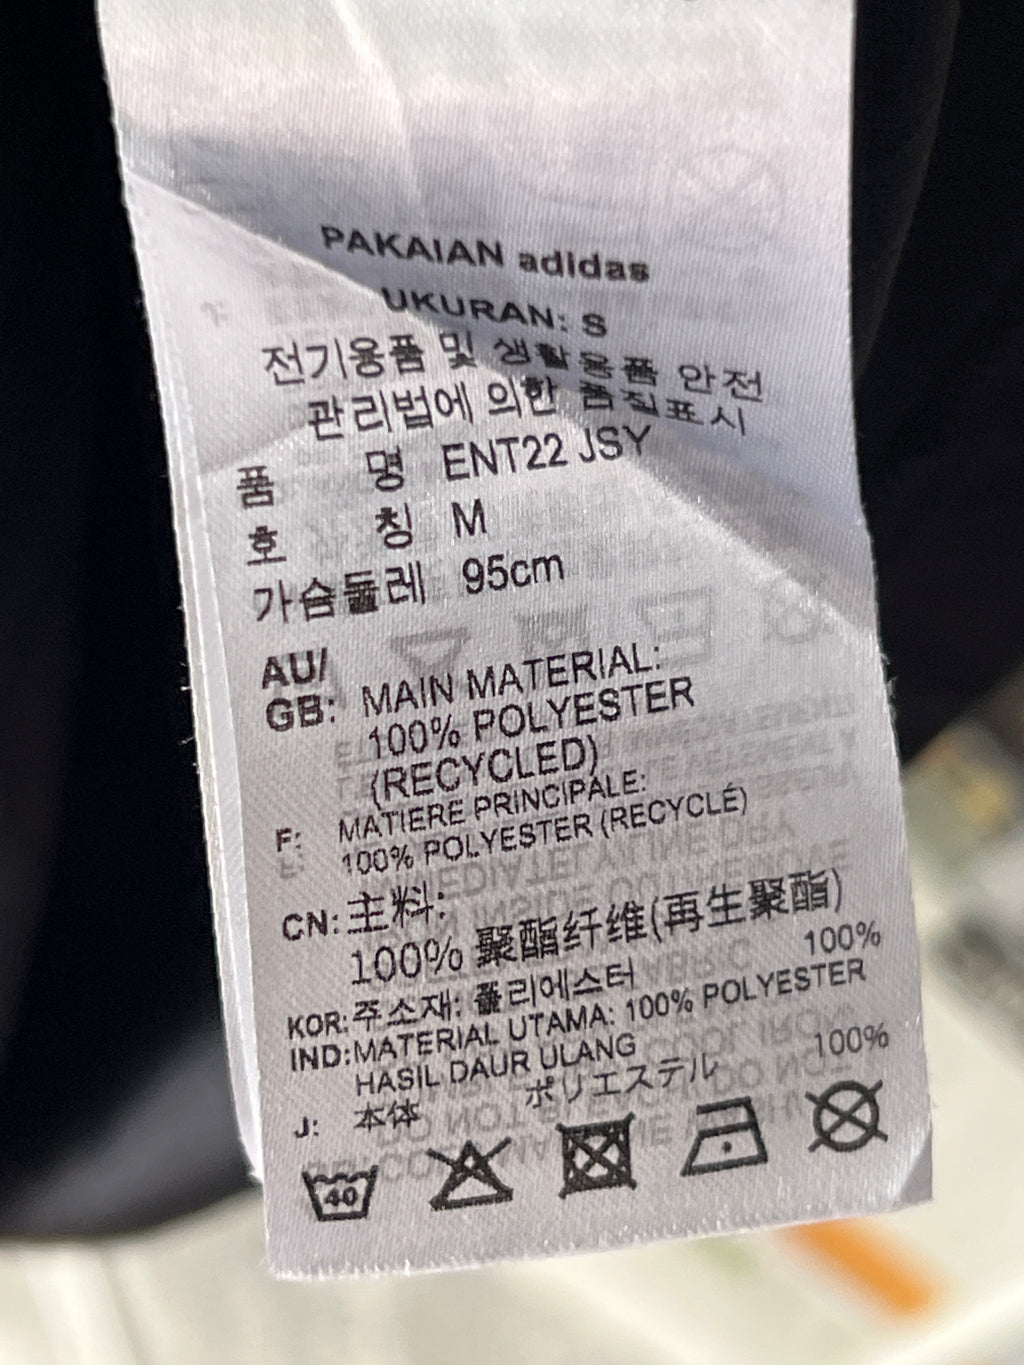 PAKAIAN adidas
UKURAN: S
전기용품 및 생활용품 안전
관리법에 의한 품질표시
품 명 ENT22 JSY
호 칭 M
가슴둘레 95cm
AU/
GB: MAIN MATERIAL:
100% POLYESTER
(RECYCLED)
F: MATIERE PRINCIPALE:
100% POLYESTER (RECYCLÉ)
CN: 主料:
100% 聚酯纤维(再生聚酯)
KOR: 주소재: 폴리에스터 100%
IND: MATERIAL UTAMA: 100% POLYESTER
HASIL DAUR ULANG
J: 本体 ポリエステル 100%
40